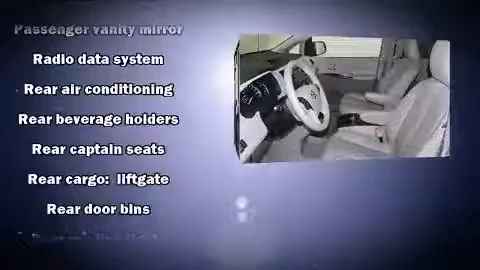 Passenger vanity mirror
Radio data system
Rear air conditioning
Rear beverage holders
Rear captain seats
Rear cargo: liftgate
Rear door bins